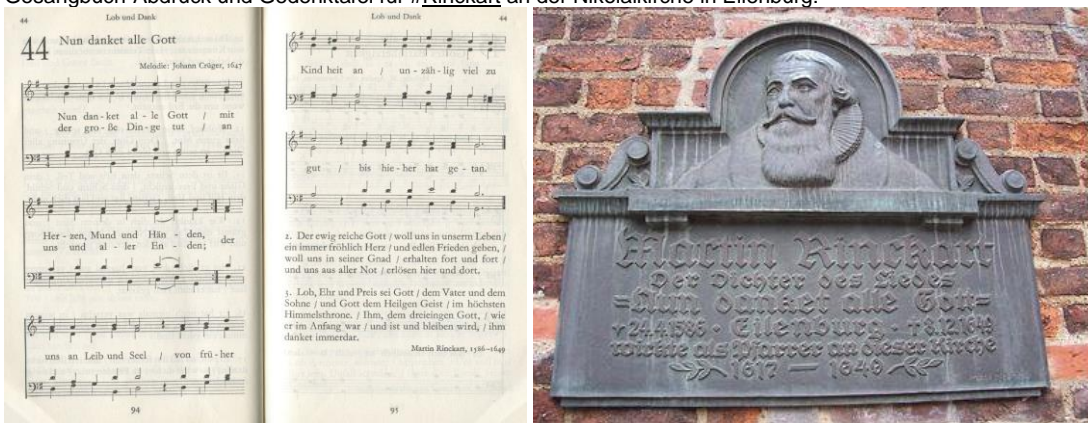 Gesangbuch-Abdruck und Gedenktafel für #Rinckart an der Nikolaikirche in Eilenburg.
44 Lob und Dank
44 Nun danket alle Gott
Melodie: Johann Crüger, 1647
Nun dan-ket al-le Gott / mit
der gro-ße Din-ge tut / an
Her-zen, Mund und Hän-den,
uns und al-ler En-den; der
uns an Leib und Seel / von frü-her
94
Lob und Dank 44
Kind heit an / un-zäh-lig viel zu
gut / bis hie-her hat ge-tan.
2. Der ewig reiche Gott / woll uns in unserm Leben /
ein immer fröhlich Herz / und edlen Frieden geben, /
woll uns in seiner Gnad / erhalten fort und fort /
und uns aus aller Not / erlösen hier und dort.
3. Lob, Ehr und Preis sei Gott / dem Vater und dem
Sohne / und Gott dem Heilgen Geist / im höchsten
Himmelsthrone. / Ihm, dem dreieingen Gott, / wie
er im Anfang war / und ist und bleiben wird, / ihm
danket immerdar.
Martin Rinckart, 1586–1649
95
Martin Rinckart
Der Dichter des Liedes
=Nun danket alle Gott=
*24.4.1586 · Eilenburg · †8.12.1649
wirkte als Pfarrer an dieser Kirche
1617 — 1649